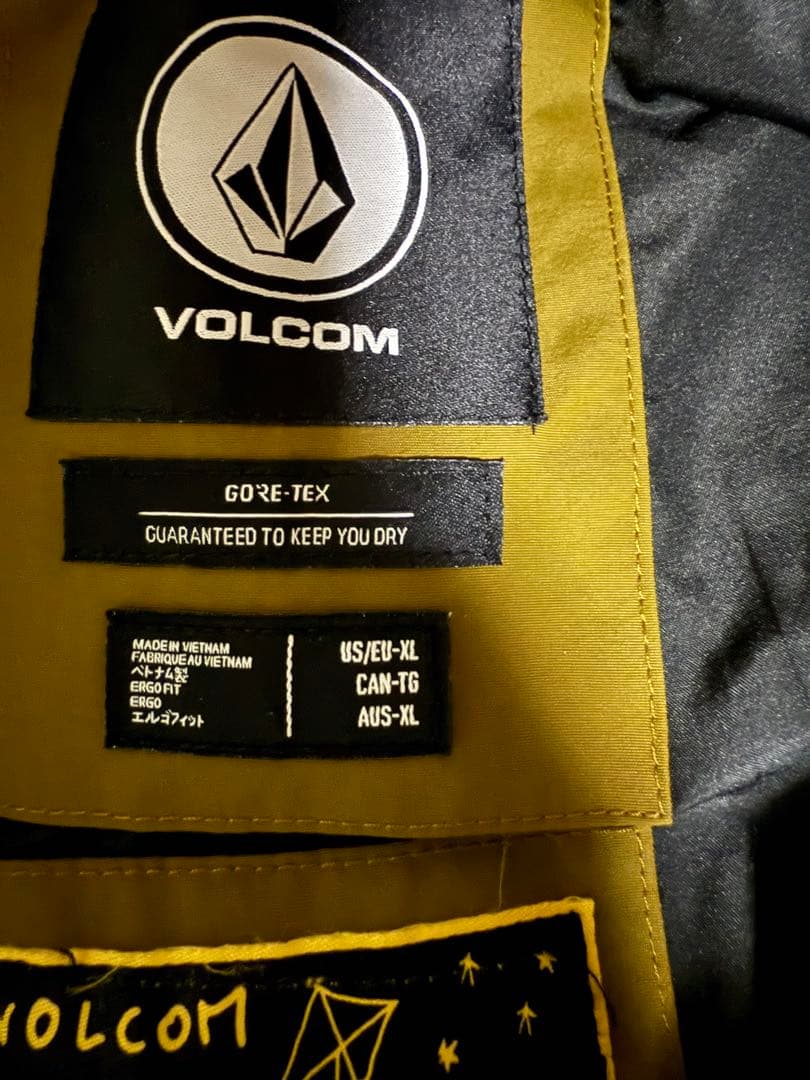 VOLCOM
GORE-TEX
GUARANTEED TO KEEP YOU DRY
MADE IN VIETNAM
FABRIQUE AU VIETNAM
ベトナム製
ERGO FIT
ERGO
エルゴフィット
US/EU-XL
CAN-TG
AUS-XL
VOLCOM